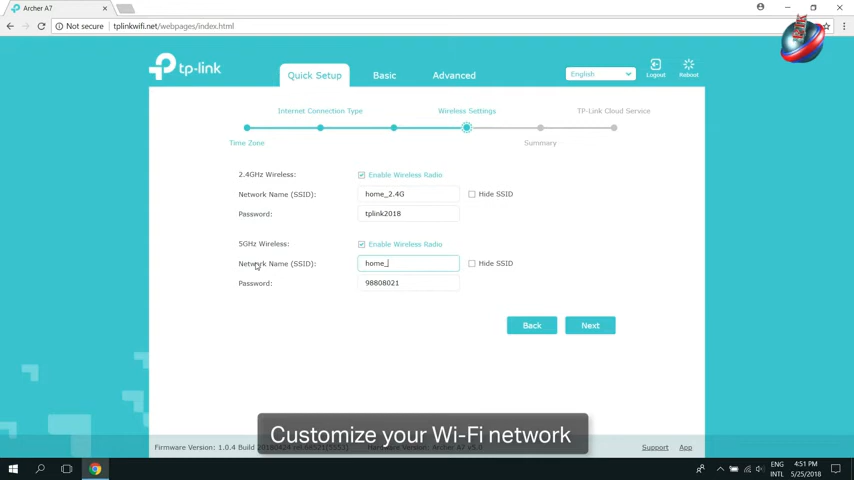 Archer A7
Not secure
tplinkwifi.net/webpages/index.html
tp-link
Quick Setup
Basic
Advanced
English
Logout
Reboot
Internet Connection Type
Wireless Settings
TP-Link Cloud Service
Time Zone
Summary
2.4GHz Wireless:
Enable Wireless Radio
Network Name (SSID):
home_2.4G
Hide SSID
Password:
tplink2018
5GHz Wireless:
Enable Wireless Radio
Network Name (SSID):
home_
Hide SSID
Password:
98808021
Back
Next
Customize your Wi-Fi network
Firmware Version: 1.0.4 Build
Support
App
ENG
INTL
4:51 PM
5/25/2018